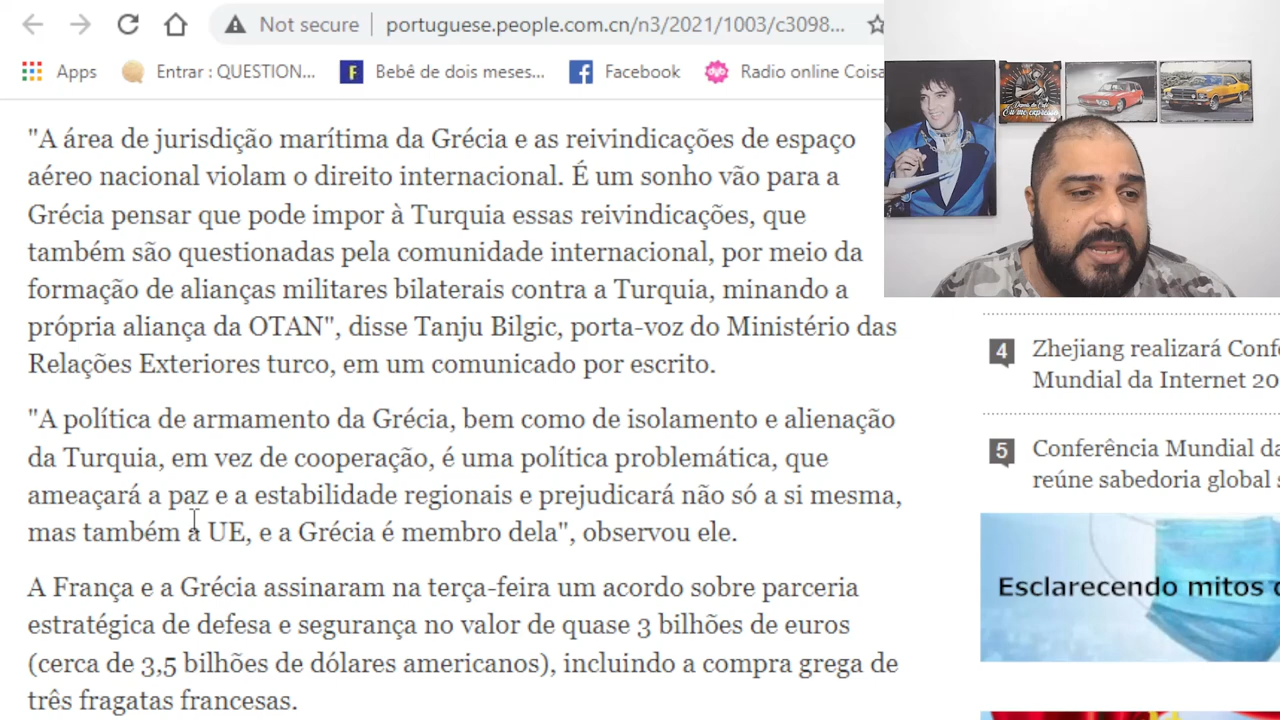 Not secure
portuguese.people.com.cn/n3/2021/1003/c3098...
Apps
Entrar : QUESTION...
Bebê de dois meses...
Facebook
Radio online Coisa
"A área de jurisdição marítima da Grécia e as reivindicações de espaço
aéreo nacional violam o direito internacional. É um sonho vão para a
Grécia pensar que pode impor à Turquia essas reivindicações, que
também são questionadas pela comunidade internacional, por meio da
formação de alianças militares bilaterais contra a Turquia, minando a
própria aliança da OTAN", disse Tanju Bilgic, porta-voz do Ministério das
Relações Exteriores turco, em um comunicado por escrito.
"A política de armamento da Grécia, bem como de isolamento e alienação
da Turquia, em vez de cooperação, é uma política problemática, que
ameaçará a paz e a estabilidade regionais e prejudicará não só a si mesma,
mas também a UE, e a Grécia é membro dela", observou ele.
A França e a Grécia assinaram na terça-feira um acordo sobre parceria
estratégica de defesa e segurança no valor de quase 3 bilhões de euros
(cerca de 3,5 bilhões de dólares americanos), incluindo a compra grega de
três fragatas francesas.
4
Zhejiang realizará Conf
Mundial da Internet 20
5
Conferência Mundial da
reúne sabedoria global s
Esclarecendo mitos